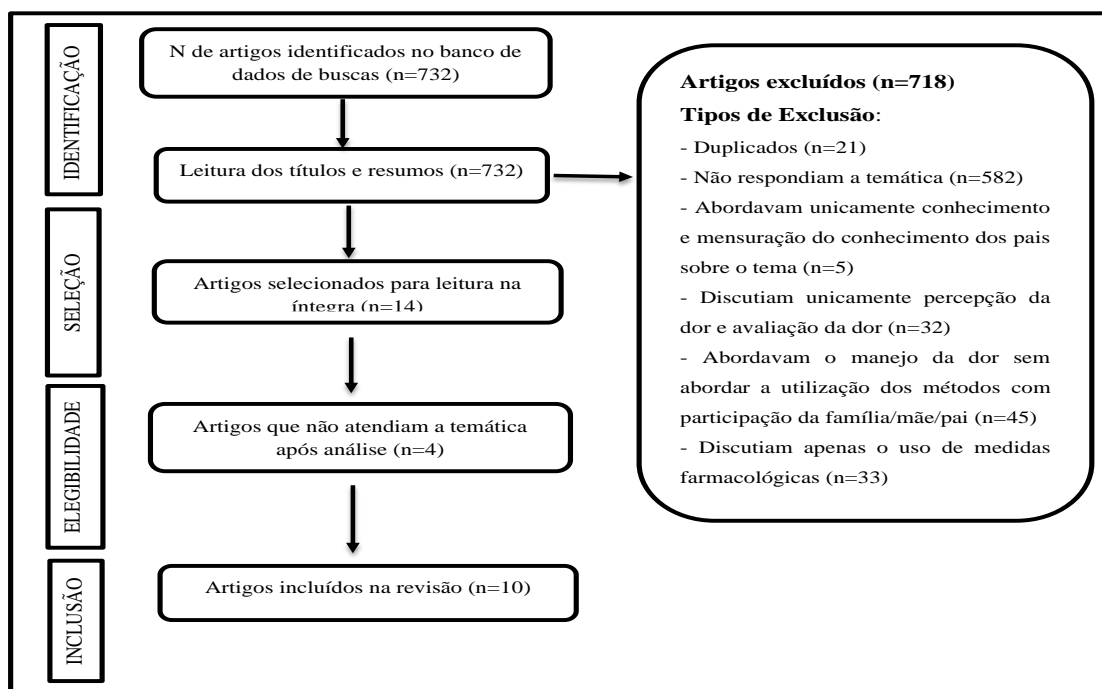 IDENTIFICAÇÃO
N de artigos identificados no banco de
dados de buscas (n=732)
Leitura dos títulos e resumos (n=732)
SELEÇÃO
Artigos selecionados para leitura na
íntegra (n=14)
ELEGIBILIDADE
Artigos que não atendiam a temática
após análise (n=4)
INCLUSÃO
Artigos incluídos na revisão (n=10)
Artigos excluídos (n=718)
Tipos de Exclusão:
- Duplicados (n=21)
- Não respondiam a temática (n=582)
- Abordavam unicamente conhecimento
e mensuração do conhecimento dos pais
sobre o tema (n=5)
- Discutiam unicamente percepção da
dor e avaliação da dor (n=32)
- Abordavam o manejo da dor sem
abordar a utilização dos métodos com
participação da família/mãe/pai (n=45)
- Discutiam apenas o uso de medidas
farmacológicas (n=33)